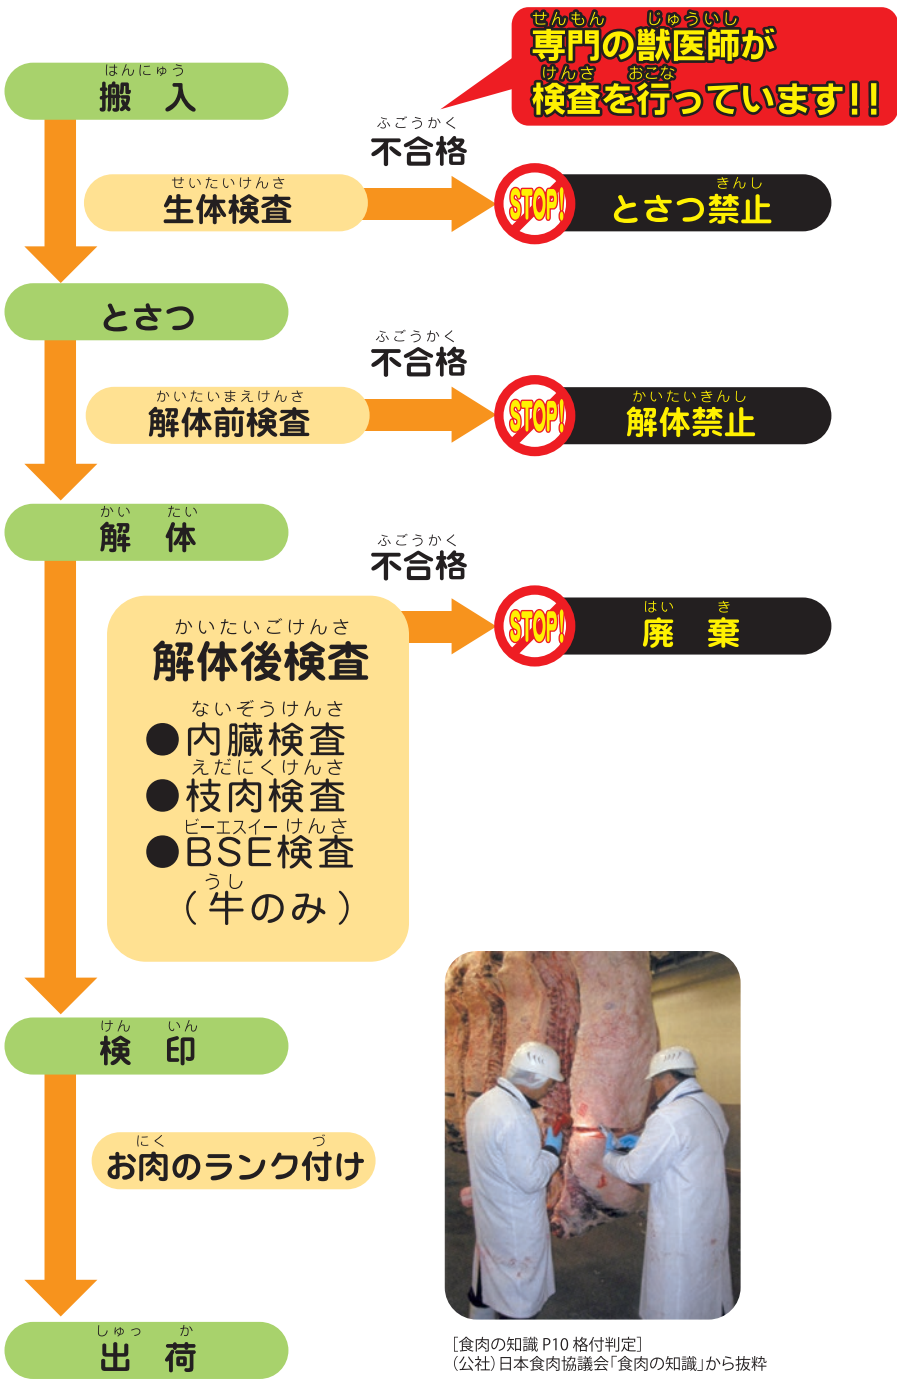 せんもん じゅういし
専門の獣医師が
けんさ おこな
検査を行っています!!
はんにゅう
搬 入
ふごうかく
不合格
せいたいけんさ
生体検査
STOP!
きんし
とさつ禁止
とさつ
ふごうかく
不合格
かいたいまえけんさ
解体前検査
STOP!
かいたいきんし
解体禁止
かい たい
解 体
ふごうかく
不合格
STOP!
はい き
廃 棄
かいたいごけんさ
解体後検査
ないぞうけんさ
●内臓検査
えだにくけんさ
●枝肉検査
ビーエスイーけんさ
●BSE検査
うし
(牛のみ)
けん いん
検 印
にく づ
お肉のランク付け
しゅっ か
出 荷
[食肉の知識 P10 格付判定]
(公社)日本食肉協議会「食肉の知識」から抜粋